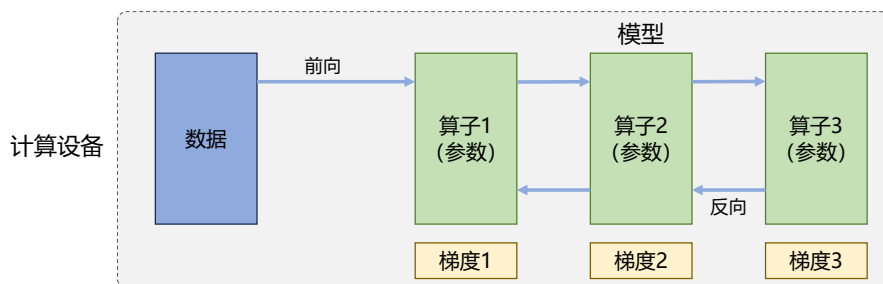 模型
前向
计算设备
数据
算子1
（参数）
算子2
（参数）
算子3
（参数）
反向
梯度1
梯度2
梯度3